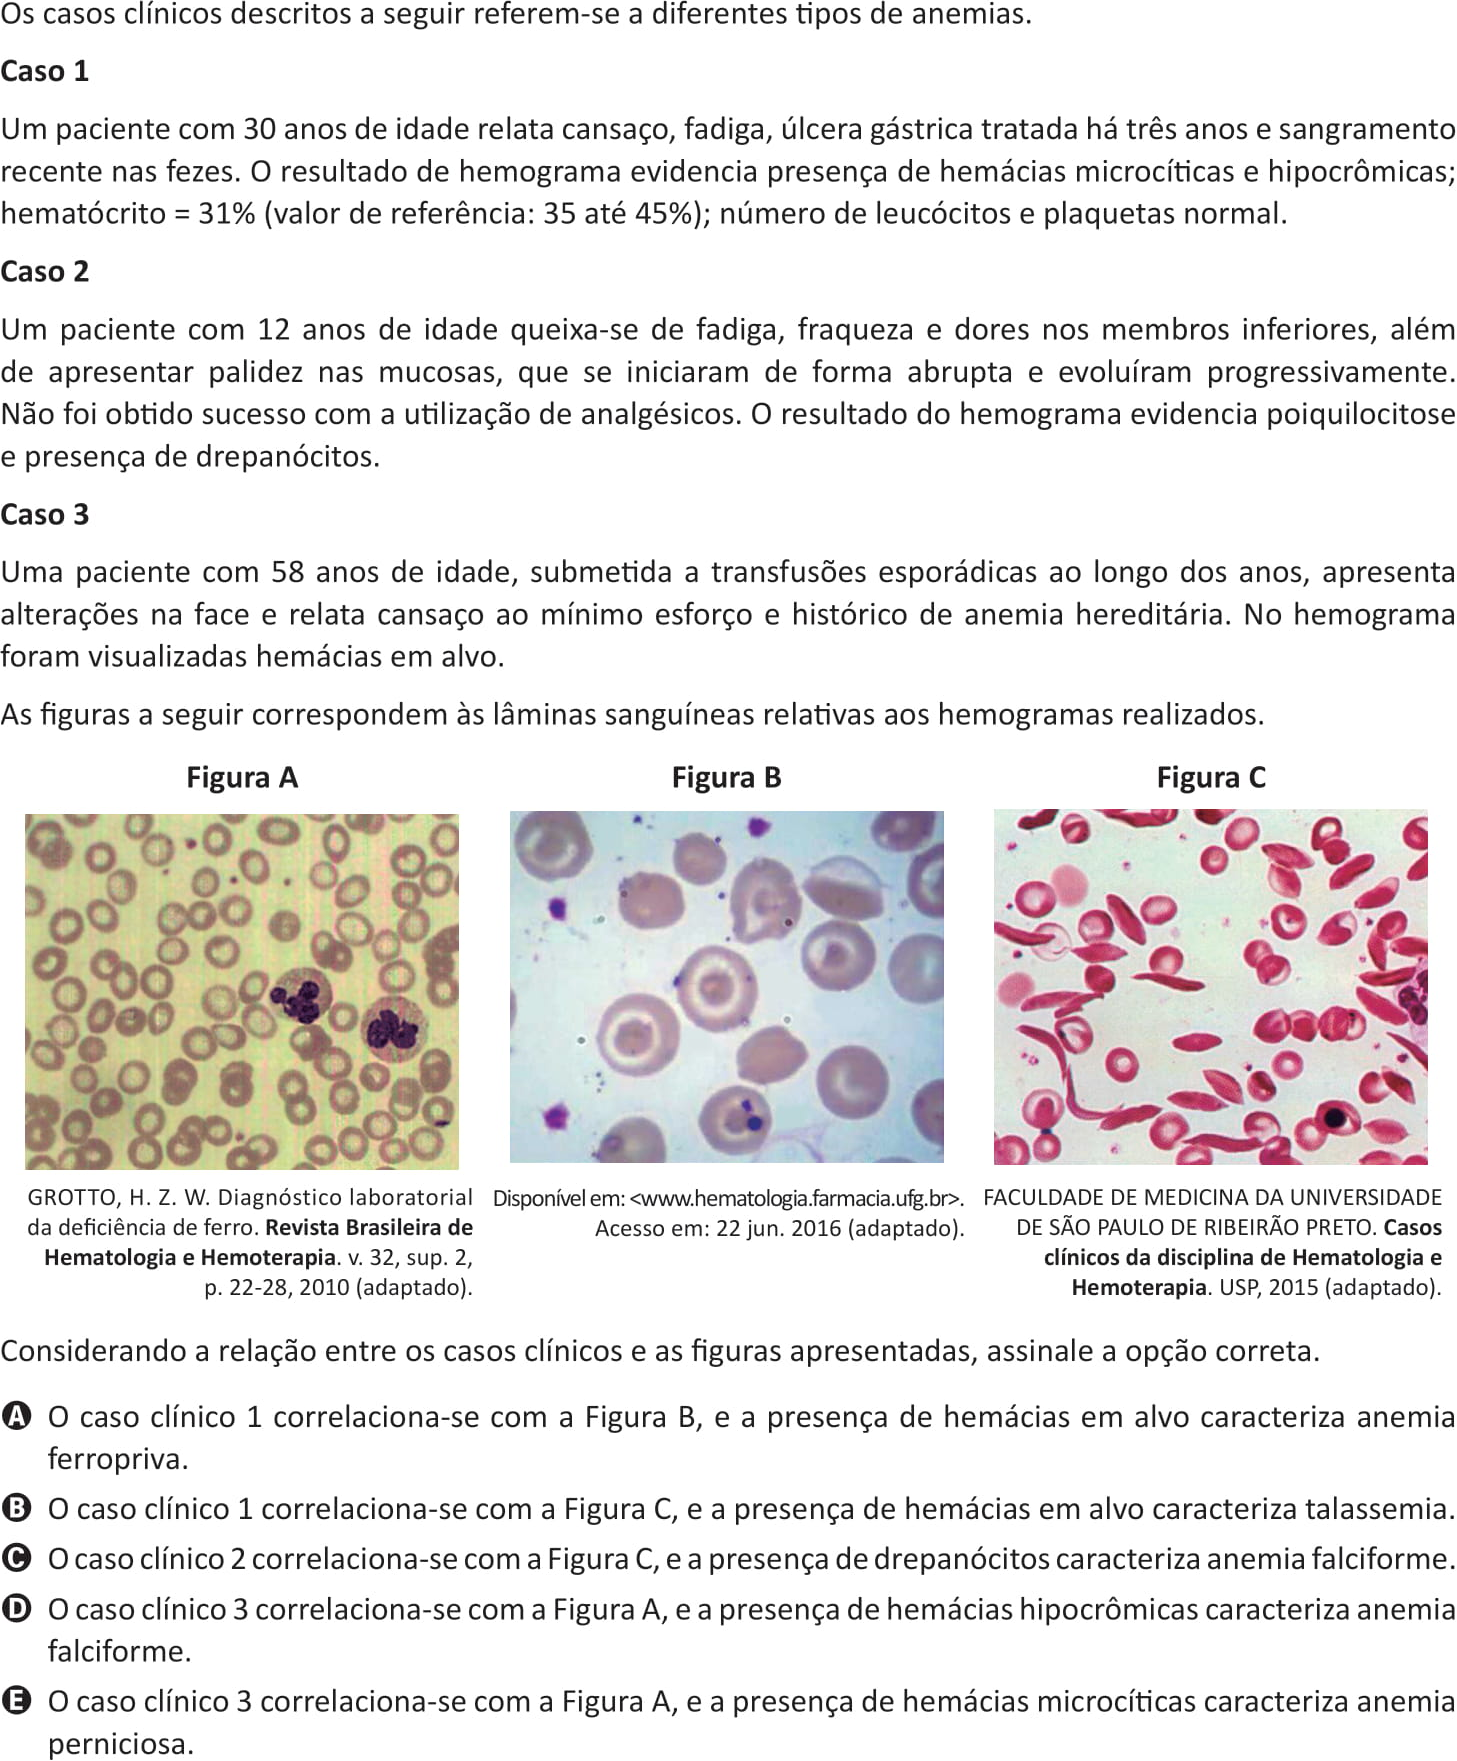 Os casos clínicos descritos a seguir referem-se a diferentes tipos de anemias.
Caso 1
Um paciente com 30 anos de idade relata cansaço, fadiga, úlcera gástrica tratada há três anos e sangramento
recente nas fezes. O resultado de hemograma evidencia presença de hemácias microcíticas e hipocrômicas;
hematócrito = 31% (valor de referência: 35 até 45%); número de leucócitos e plaquetas normal.
Caso 2
Um paciente com 12 anos de idade queixa-se de fadiga, fraqueza e dores nos membros inferiores, além
de apresentar palidez nas mucosas, que se iniciaram de forma abrupta e evoluíram progressivamente.
Não foi obtido sucesso com a utilização de analgésicos. O resultado do hemograma evidencia poiquilocitose
e presença de drepanócitos.
Caso 3
Uma paciente com 58 anos de idade, submetida a transfusões esporádicas ao longo dos anos, apresenta
alterações na face e relata cansaço ao mínimo esforço e histórico de anemia hereditária. No hemograma
foram visualizadas hemácias em alvo.
As figuras a seguir correspondem às lâminas sanguíneas relativas aos hemogramas realizados.
Figura A
Figura B
Figura C
GROTTO, H. Z. W. Diagnóstico laboratorial
da deficiência de ferro. Revista Brasileira de
Hematologia e Hemoterapia. v. 32, sup. 2,
p. 22-28, 2010 (adaptado).
Disponível em: <www.hematologia.farmacia.ufg.br>.
Acesso em: 22 jun. 2016 (adaptado).
FACULDADE DE MEDICINA DA UNIVERSIDADE
DE SÃO PAULO DE RIBEIRÃO PRETO. Casos
clínicos da disciplina de Hematologia e
Hemoterapia. USP, 2015 (adaptado).
Considerando a relação entre os casos clínicos e as figuras apresentadas, assinale a opção correta.
A O caso clínico 1 correlaciona-se com a Figura B, e a presença de hemácias em alvo caracteriza anemia
ferropriva.
B O caso clínico 1 correlaciona-se com a Figura C, e a presença de hemácias em alvo caracteriza talassemia.
C O caso clínico 2 correlaciona-se com a Figura C, e a presença de drepanócitos caracteriza anemia falciforme.
D O caso clínico 3 correlaciona-se com a Figura A, e a presença de hemácias hipocrômicas caracteriza anemia
falciforme.
E O caso clínico 3 correlaciona-se com a Figura A, e a presença de hemácias microcíticas caracteriza anemia
perniciosa.